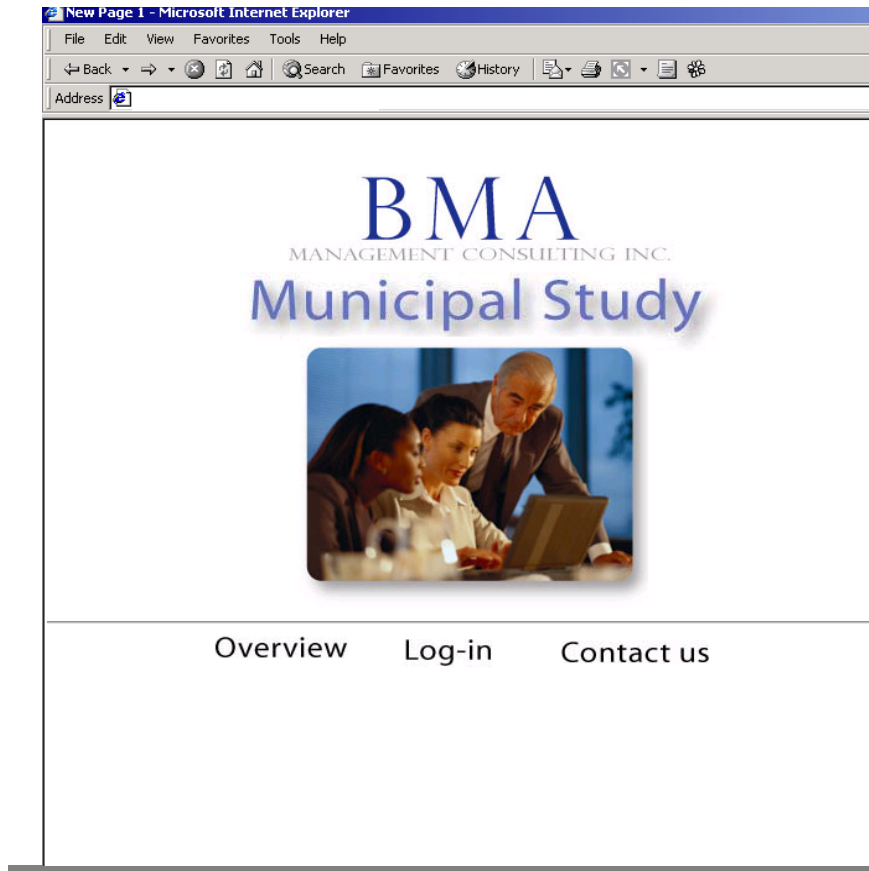 New Page 1 - Microsoft Internet Explorer
File Edit View Favorites Tools Help
Back Search Favorites History
Address
BMA
MANAGEMENT CONSULTING INC.
Municipal Study
Overview Log-in Contact us